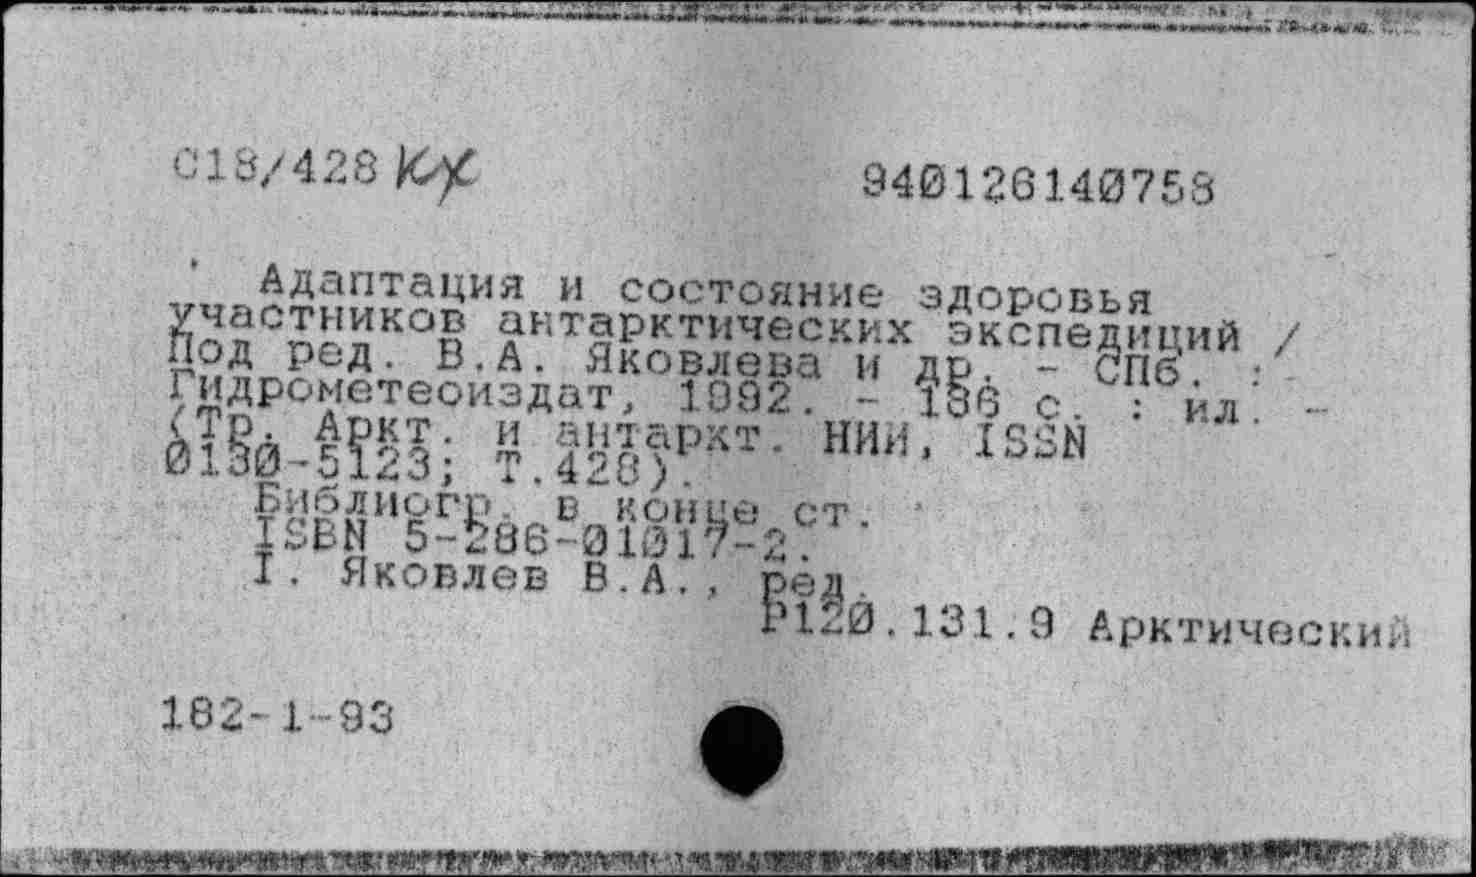 С18/428 кх
940126140758
Адаптация и состояние здоровья
участников антарктических экспедиций /
Под ред. В.А. Яковлева и др. - СПб. :
Гидрометеоиздат, 1992. - 186 с. : ил. -
(Тр. Аркт. и антаркт. НИИ, ISSN
0130-5123; Т.428).
Библиогр. в конце ст.
ISBN 5-286-01017-2.
I. Яковлев В.А., ред.
Р120.131.9 Арктический
182-1-93